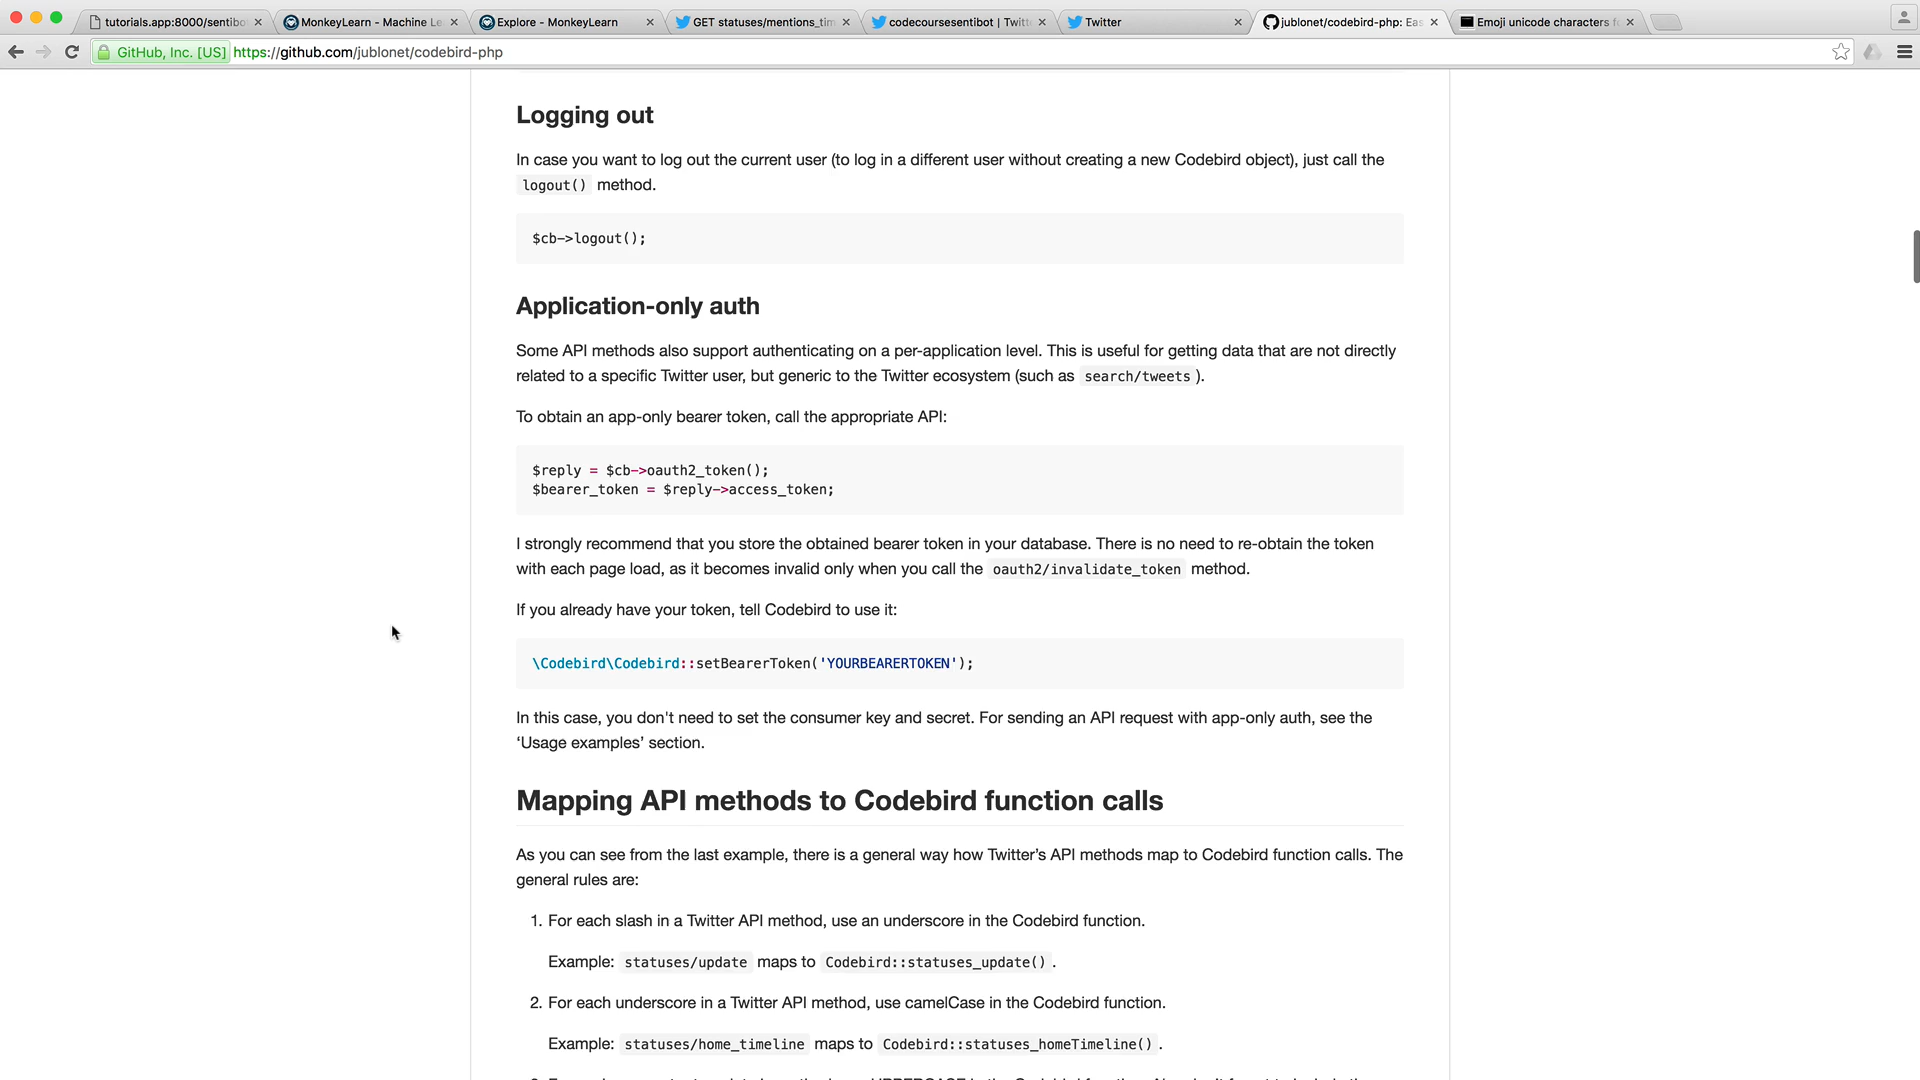 tutorials.app:8000/sentibo
MonkeyLearn - Machine Le
Explore - MonkeyLearn
GET statuses/mentions_tim
codecoursesentibot | Twitt
Twitter
jublonet/codebird-php: Eas
Emoji unicode characters f
GitHub, Inc. [US] https://github.com/jublonet/codebird-php
Logging out
In case you want to log out the current user (to log in a different user without creating a new Codebird object), just call the
logout() method.
$cb->logout();
Application-only auth
Some API methods also support authenticating on a per-application level. This is useful for getting data that are not directly
related to a specific Twitter user, but generic to the Twitter ecosystem (such as search/tweets ).
To obtain an app-only bearer token, call the appropriate API:
$reply = $cb->oauth2_token();
$bearer_token = $reply->access_token;
I strongly recommend that you store the obtained bearer token in your database. There is no need to re-obtain the token
with each page load, as it becomes invalid only when you call the oauth2/invalidate_token method.
If you already have your token, tell Codebird to use it:
\Codebird\Codebird::setBearerToken('YOURBEARERTOKEN');
In this case, you don't need to set the consumer key and secret. For sending an API request with app-only auth, see the
‘Usage examples’ section.
Mapping API methods to Codebird function calls
As you can see from the last example, there is a general way how Twitter’s API methods map to Codebird function calls. The
general rules are:
1. For each slash in a Twitter API method, use an underscore in the Codebird function.
Example: statuses/update maps to Codebird::statuses_update() .
2. For each underscore in a Twitter API method, use camelCase in the Codebird function.
Example: statuses/home_timeline maps to Codebird::statuses_homeTimeline() .